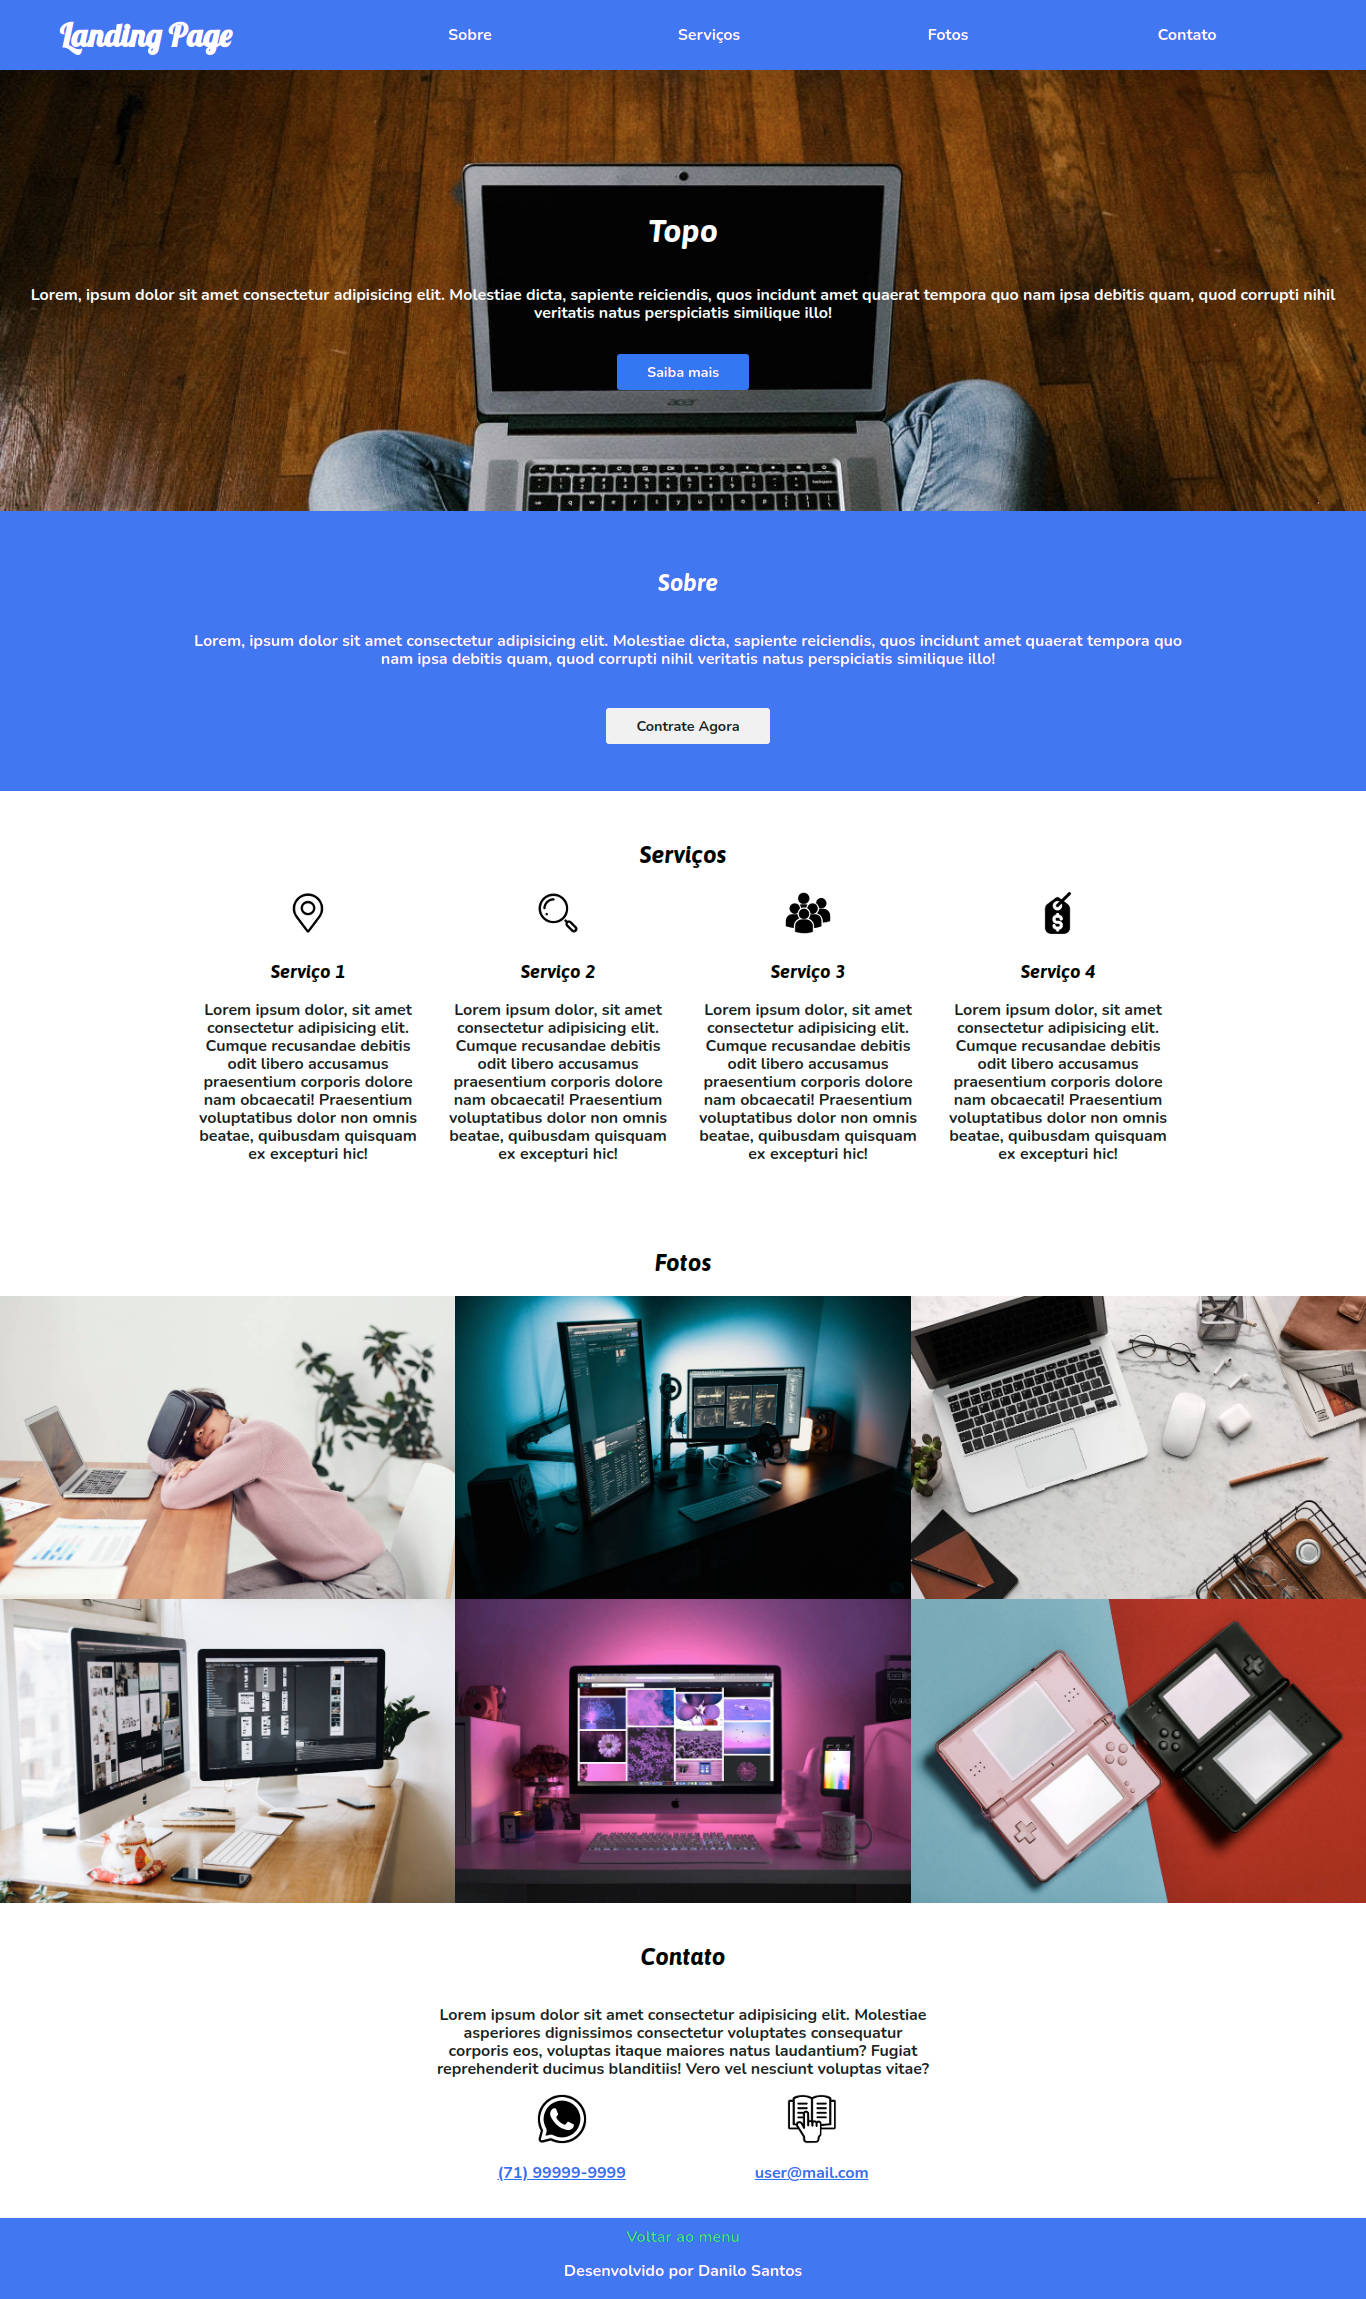 Landing Page
Sobre
Serviços
Fotos
Contato
Topo
Lorem, ipsum dolor sit amet consectetur adipisicing elit. Molestiae dicta, sapiente reiciendis, quos incidunt amet quaerat tempora quo nam ipsa debitis quam, quod corrupti nihil
veritatis natus perspiciatis similique illo!
Saiba mais
acer
Sobre
Lorem, ipsum dolor sit amet consectetur adipisicing elit. Molestiae dicta, sapiente reiciendis, quos incidunt amet quaerat tempora quo
nam ipsa debitis quam, quod corrupti nihil veritatis natus perspiciatis similique illo!
Contrate Agora
Serviços
Serviço 1
Lorem ipsum dolor, sit amet
consectetur adipisicing elit.
Cumque recusandae debitis
odit libero accusamus
praesentium corporis dolore
nam obcaecati! Praesentium
voluptatibus dolor non omnis
beatae, quibusdam quisquam
ex excepturi hic!
Serviço 2
Lorem ipsum dolor, sit amet
consectetur adipisicing elit.
Cumque recusandae debitis
odit libero accusamus
praesentium corporis dolore
nam obcaecati! Praesentium
voluptatibus dolor non omnis
beatae, quibusdam quisquam
ex excepturi hic!
Serviço 3
Lorem ipsum dolor, sit amet
consectetur adipisicing elit.
Cumque recusandae debitis
odit libero accusamus
praesentium corporis dolore
nam obcaecati! Praesentium
voluptatibus dolor non omnis
beatae, quibusdam quisquam
ex excepturi hic!
Serviço 4
Lorem ipsum dolor, sit amet
consectetur adipisicing elit.
Cumque recusandae debitis
odit libero accusamus
praesentium corporis dolore
nam obcaecati! Praesentium
voluptatibus dolor non omnis
beatae, quibusdam quisquam
ex excepturi hic!
Fotos
Contato
Lorem ipsum dolor sit amet consectetur adipisicing elit. Molestiae
asperiores dignissimos consectetur voluptates consequatur
corporis eos, voluptas itaque maiores natus laudantium? Fugiat
reprehenderit ducimus blanditiis! Vero vel nesciunt voluptas vitae?
(71) 99999-9999
user@mail.com
Voltar ao menu
Desenvolvido por Danilo Santos